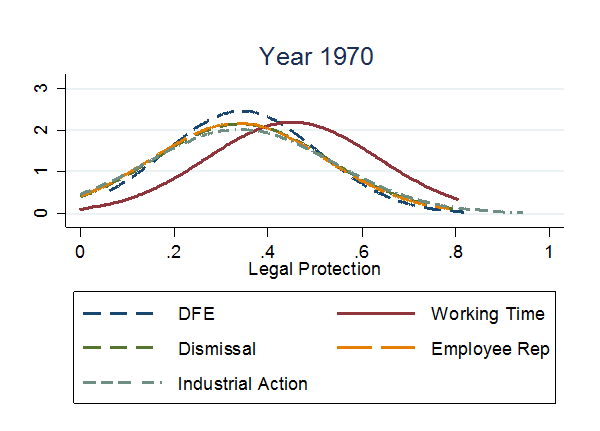 Year 1970
3
2
1
0
0 .2 .4 .6 .8 1
Legal Protection
DFE Working Time
Dismissal Employee Rep
Industrial Action